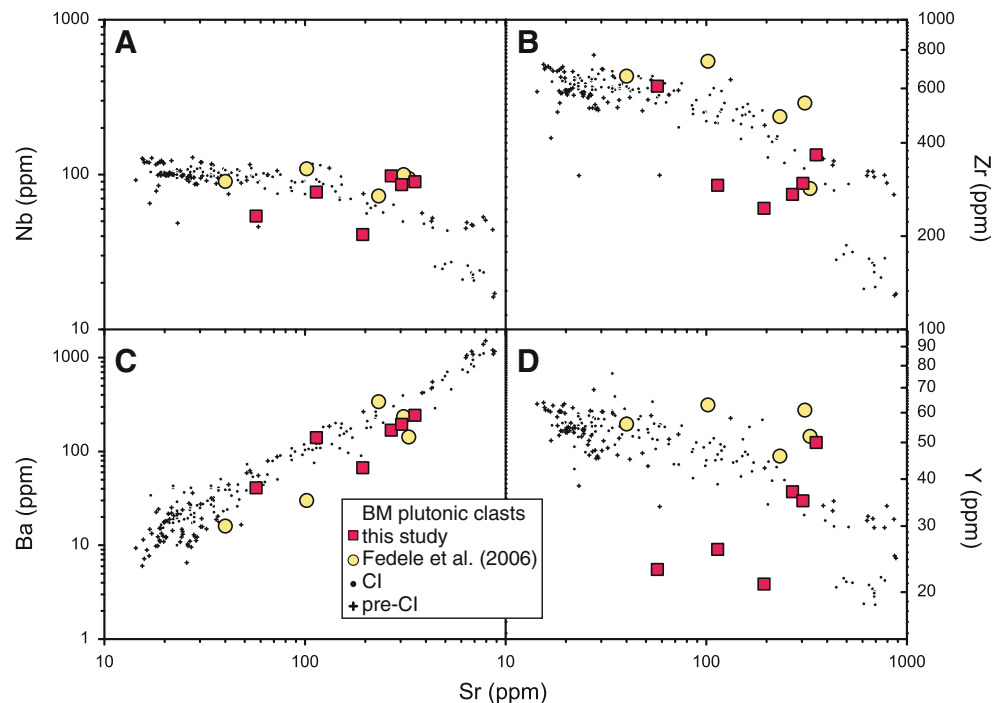 A
1000
100
10
Nb (ppm)
B
1000
800
600
400
200
100
Zr (ppm)
C
1000
100
10
1
Ba (ppm)
10
100
D
90
80
70
60
50
40
30
20
Y (ppm)
10
100
1000
Sr (ppm)
BM plutonic clasts
this study
Fedele et al. (2006)
CI
pre-CI